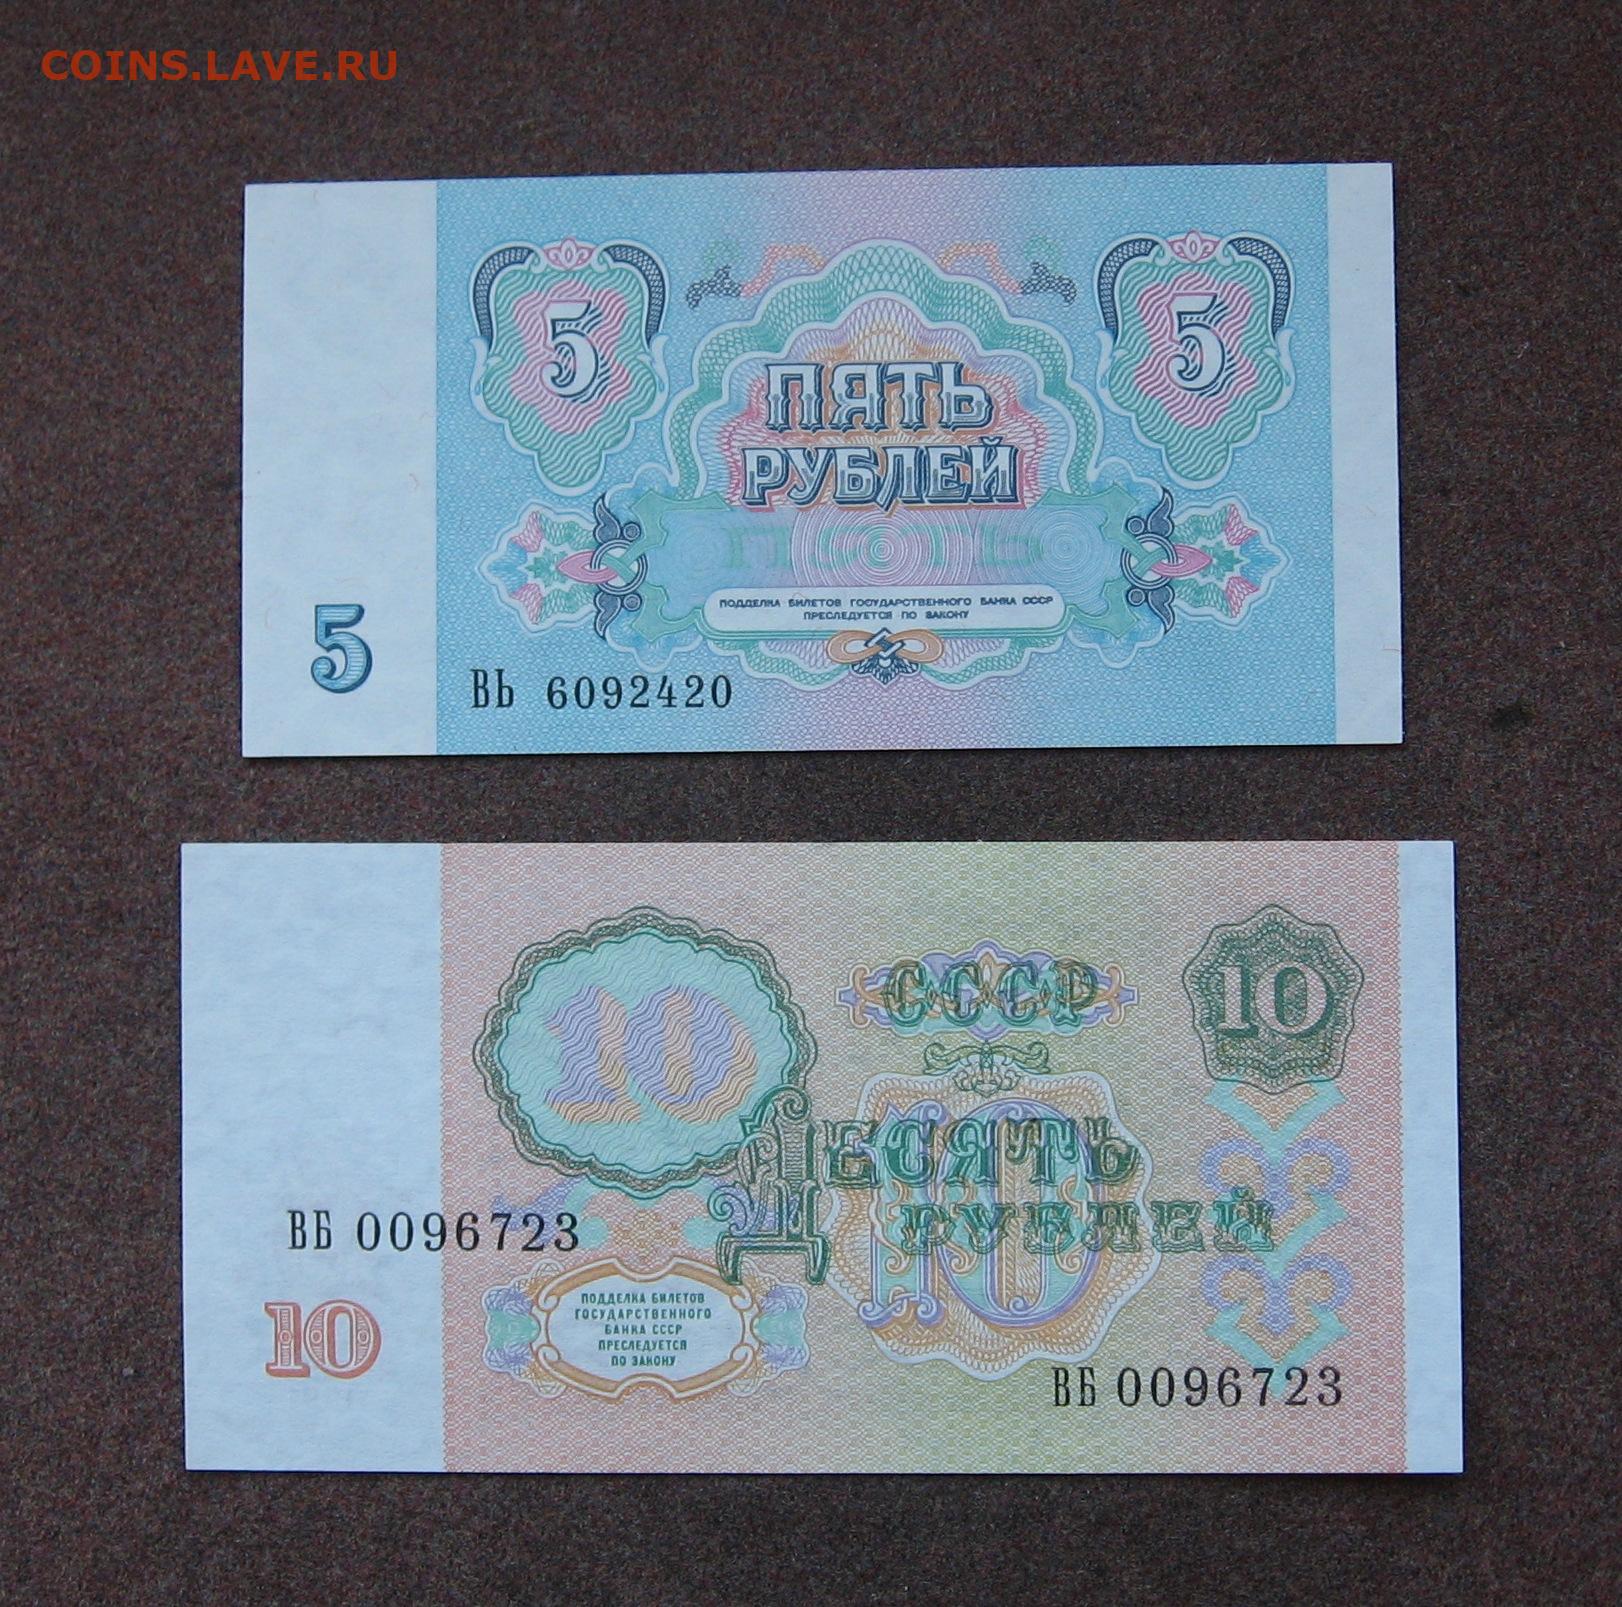 COINS.LAVE.RU
5
5
ПЯТЬ
РУБЛЕЙ
ПОДДЕЛКА БИЛЕТОВ ГОСУДАРСТВЕННОГО БАНКА СССР
ПРЕСЛЕДУЕТСЯ ПО ЗАКОНУ
5
ВЬ 6092420
10
СССР
10
ДЕСЯТЬ
РУБЛЕЙ
10
ВБ 0096723
10
ПОДДЕЛКА БИЛЕТОВ
ГОСУДАРСТВЕННОГО
БАНКА СССР
ПРЕСЛЕДУЕТСЯ
ПО ЗАКОНУ
ВБ 0096723